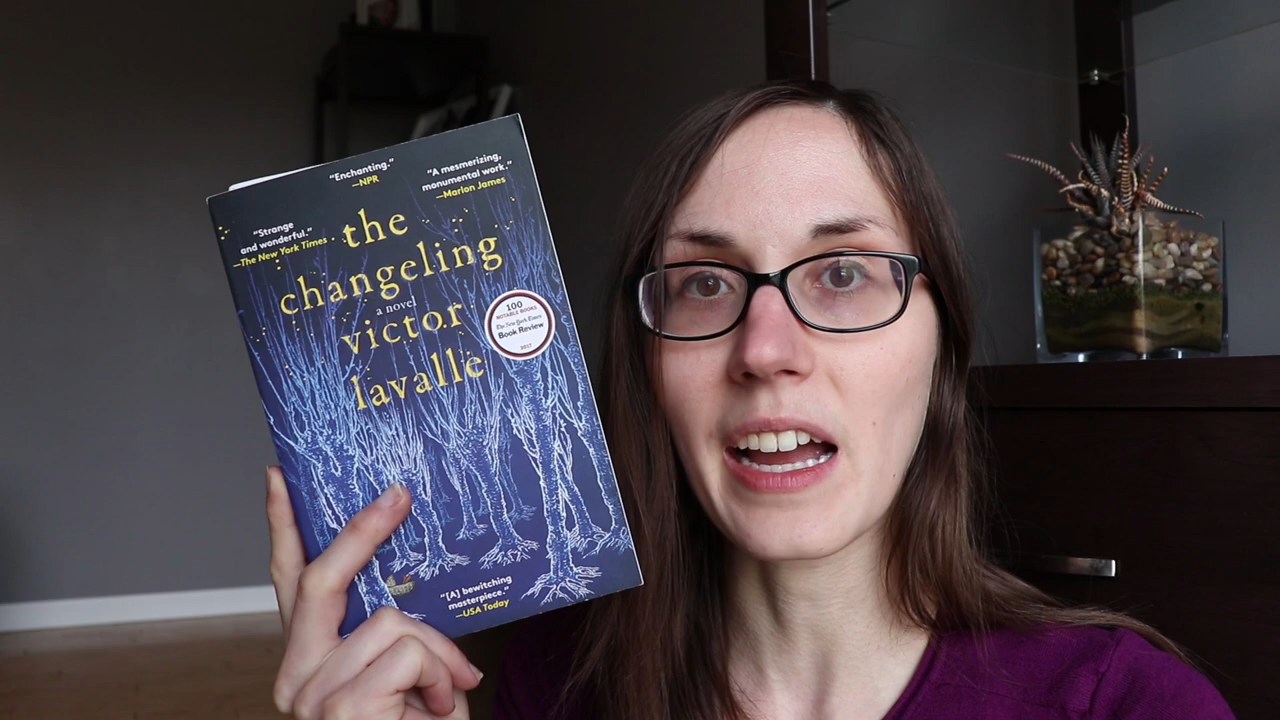 “Enchanting.”
—NPR
“A mesmerizing,
monumental work.”
—Marlon James
“Strange
and wonderful.”
—The New York Times
the
changeling
a novel
victor
lavalle
100
NOTABLE BOOKS
The New York Times
Book Review
2017
“[A] bewitching
masterpiece.”
—USA Today